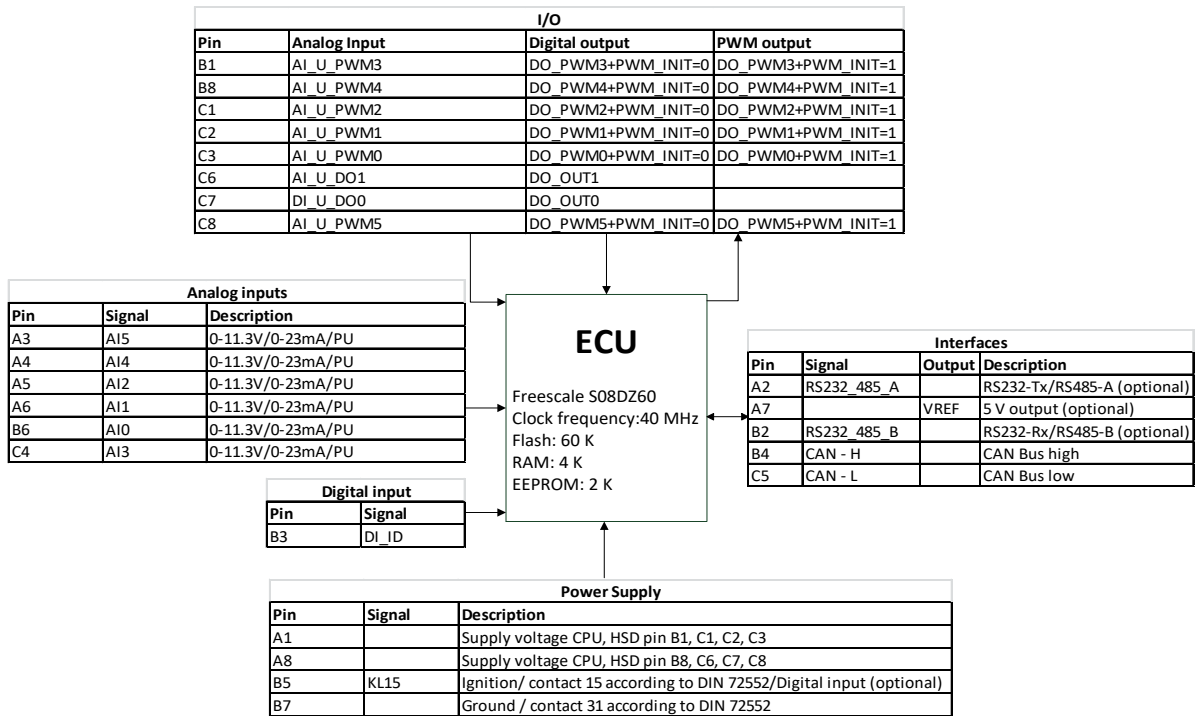 I/O
Pin Analog Input Digital output PWM output
B1 AI_U_PWM3 DO_PWM3+PWM_INIT=0 DO_PWM3+PWM_INIT=1
B8 AI_U_PWM4 DO_PWM4+PWM_INIT=0 DO_PWM4+PWM_INIT=1
C1 AI_U_PWM2 DO_PWM2+PWM_INIT=0 DO_PWM2+PWM_INIT=1
C2 AI_U_PWM1 DO_PWM1+PWM_INIT=0 DO_PWM1+PWM_INIT=1
C3 AI_U_PWM0 DO_PWM0+PWM_INIT=0 DO_PWM0+PWM_INIT=1
C6 AI_U_DO1 DO_OUT1
C7 DI_U_DO0 DO_OUT0
C8 AI_U_PWM5 DO_PWM5+PWM_INIT=0 DO_PWM5+PWM_INIT=1
Analog inputs
Pin Signal Description
A3 AI5 0-11.3V/0-23mA/PU
A4 AI4 0-11.3V/0-23mA/PU
A5 AI2 0-11.3V/0-23mA/PU
A6 AI1 0-11.3V/0-23mA/PU
B6 AI0 0-11.3V/0-23mA/PU
C4 AI3 0-11.3V/0-23mA/PU
Digital input
Pin Signal
B3 DI_ID
ECU
Freescale S08DZ60
Clock frequency:40 MHz
Flash: 60 K
RAM: 4 K
EEPROM: 2 K
Interfaces
Pin Signal Output Description
A2 RS232_485_A RS232-Tx/RS485-A (optional)
A7 VREF 5 V output (optional)
B2 RS232_485_B RS232-Rx/RS485-B (optional)
B4 CAN - H CAN Bus high
C5 CAN - L CAN Bus low
Power Supply
Pin Signal Description
A1 Supply voltage CPU, HSD pin B1, C1, C2, C3
A8 Supply voltage CPU, HSD pin B8, C6, C7, C8
B5 KL15 Ignition/ contact 15 according to DIN 72552/Digital input (optional)
B7 Ground / contact 31 according to DIN 72552